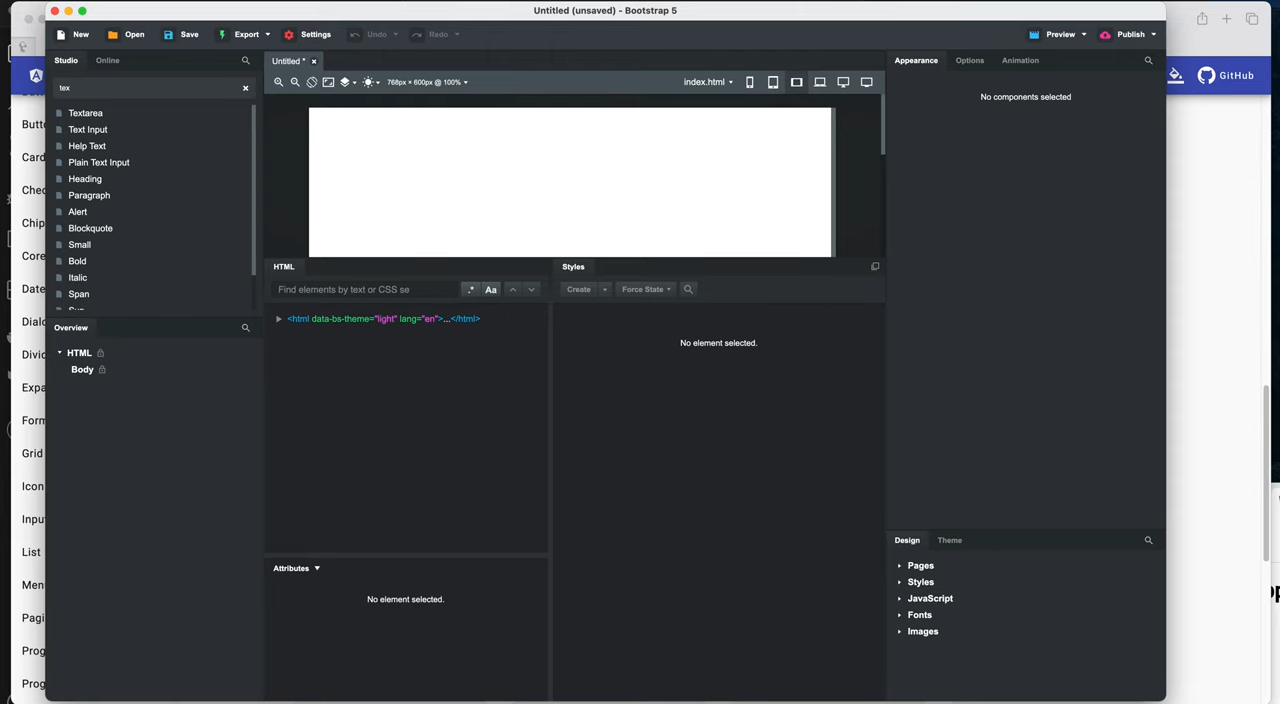 Untitled (unsaved) - Bootstrap 5
New Open Save Export Settings Undo Redo Preview Publish
Studio Online
Untitled *
Appearance Options Animation
768px × 600px @ 100%
index.html
GitHub
tex
No components selected
Textarea
Text Input
Help Text
Plain Text Input
Heading
Paragraph
Alert
Blockquote
Small
Bold
Italic
Span
Overview
HTML
Body
HTML
Styles
Find elements by text or CSS se
.* Aa
Create Force State
<html data-bs-theme="light" lang="en">...</html>
No element selected.
Attributes
No element selected.
Design Theme
Pages
Styles
JavaScript
Fonts
Images
Butto
Card
Chec
Chip
Core
Date
Dialo
Divid
Expa
Form
Grid
Icon
Inpu
List
Men
Pagi
Prog
Prog